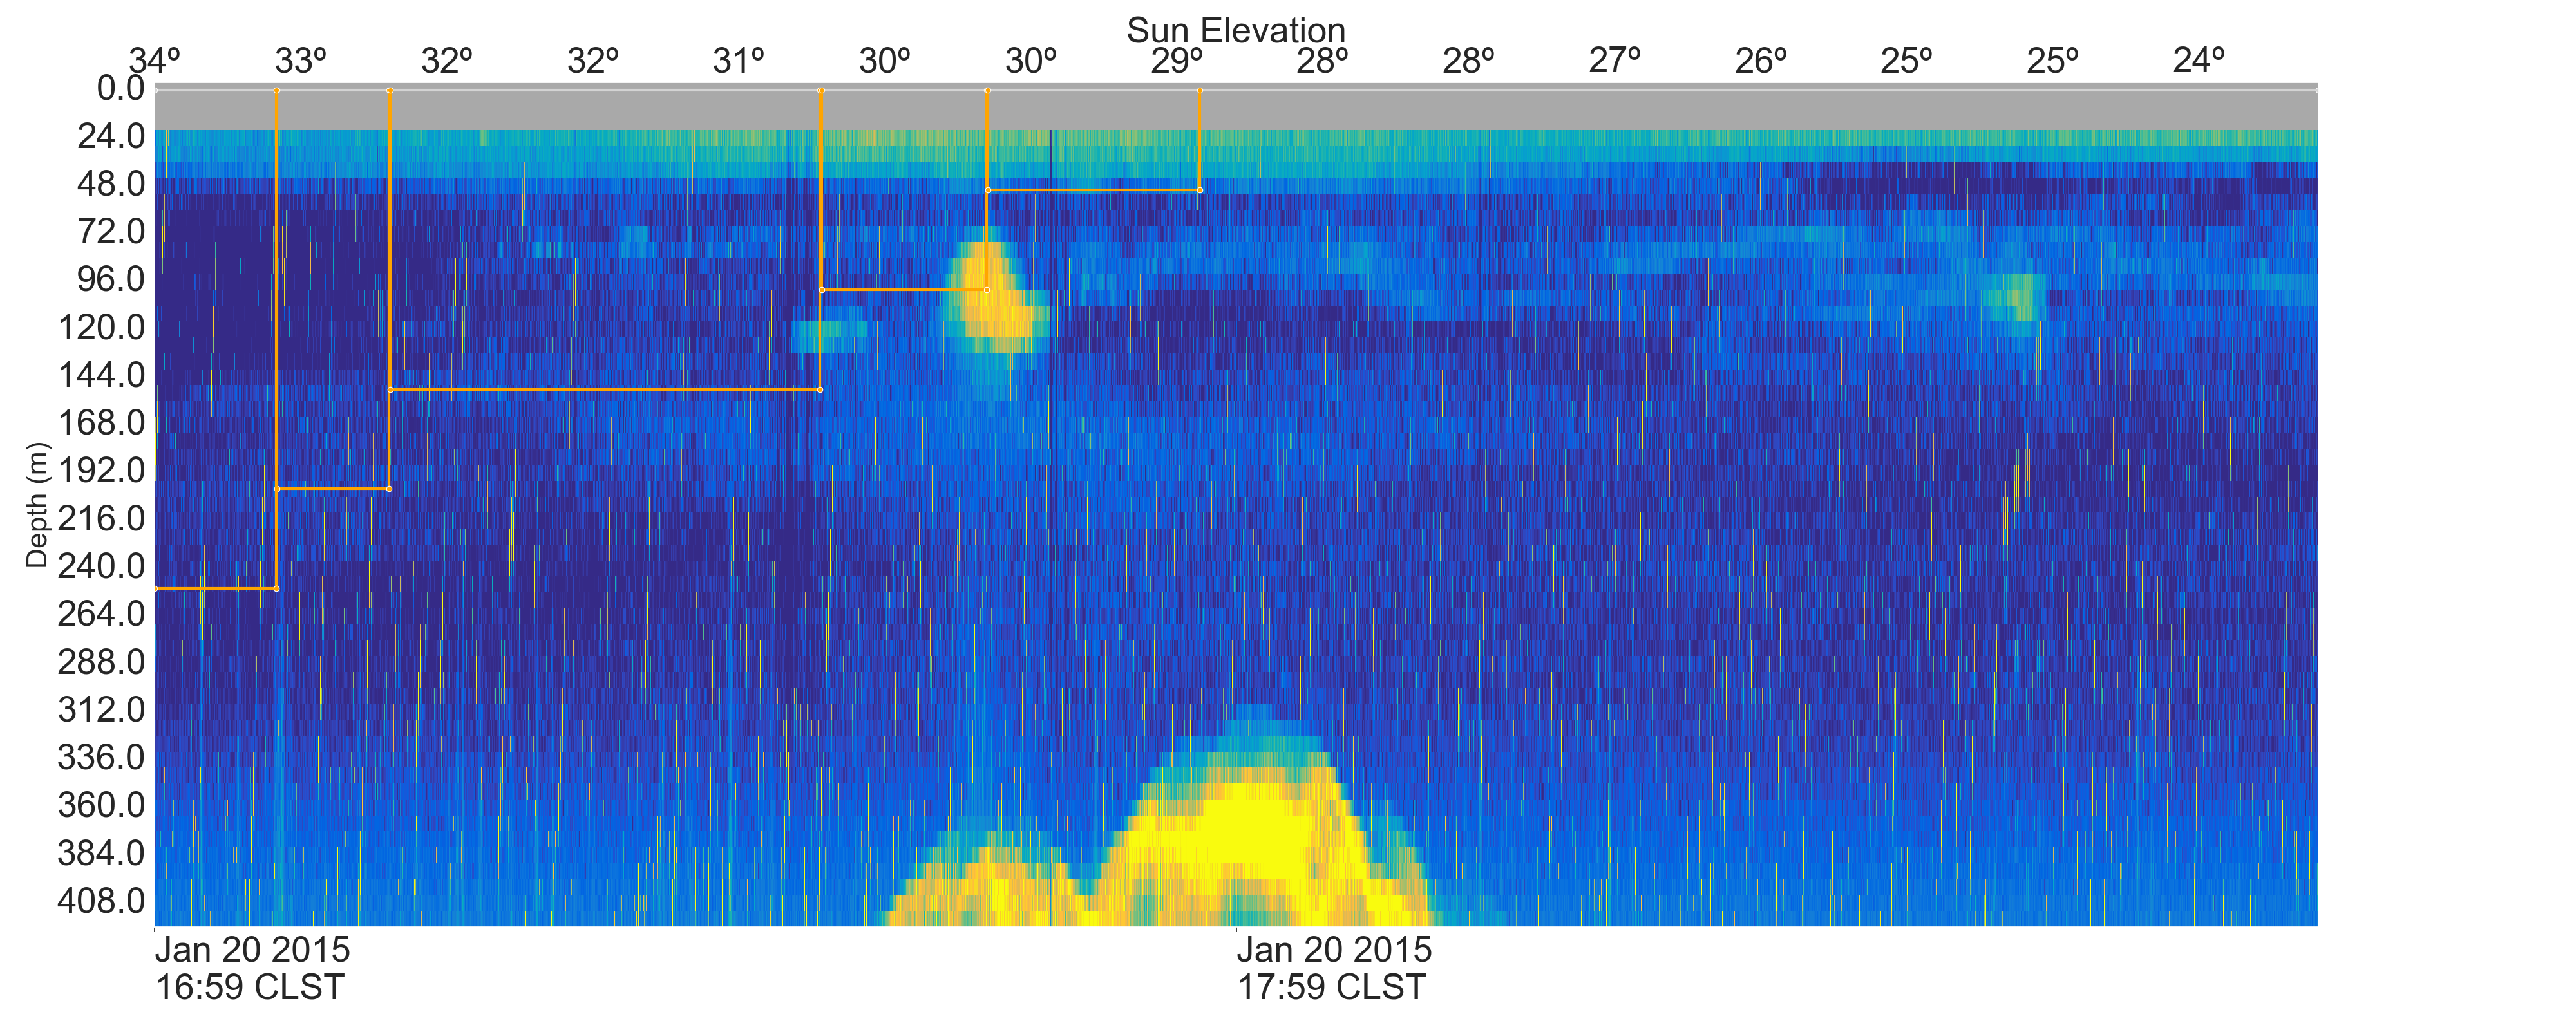 Sun Elevation
34º 33º 32º 32º 31º 30º 30º 29º 28º 28º 27º 26º 25º 25º 24º
0.0
24.0
48.0
72.0
96.0
120.0
144.0
168.0
192.0
216.0
240.0
264.0
288.0
312.0
336.0
360.0
384.0
408.0
Depth (m)
Jan 20 2015
16:59 CLST
Jan 20 2015
17:59 CLST